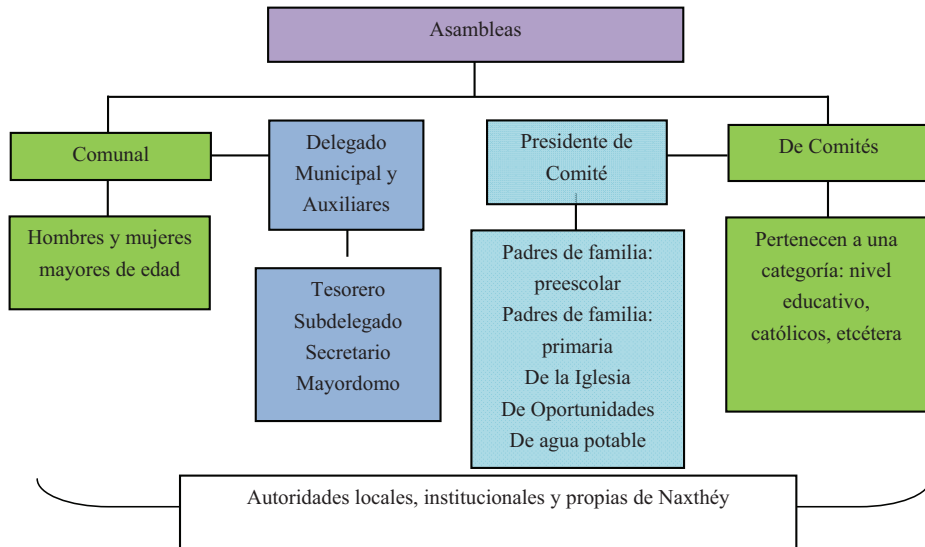 Asambleas
Comunal
Delegado
Municipal y
Auxiliares
Presidente de
Comité
De Comités
Hombres y mujeres
mayores de edad
Tesorero
Subdelegado
Secretario
Mayordomo
Padres de familia:
preescolar
Padres de familia:
primaria
De la Iglesia
De Oportunidades
De agua potable
Pertenecen a una
categoría: nivel
educativo,
católicos, etcétera
Autoridades locales, institucionales y propias de Naxthéy